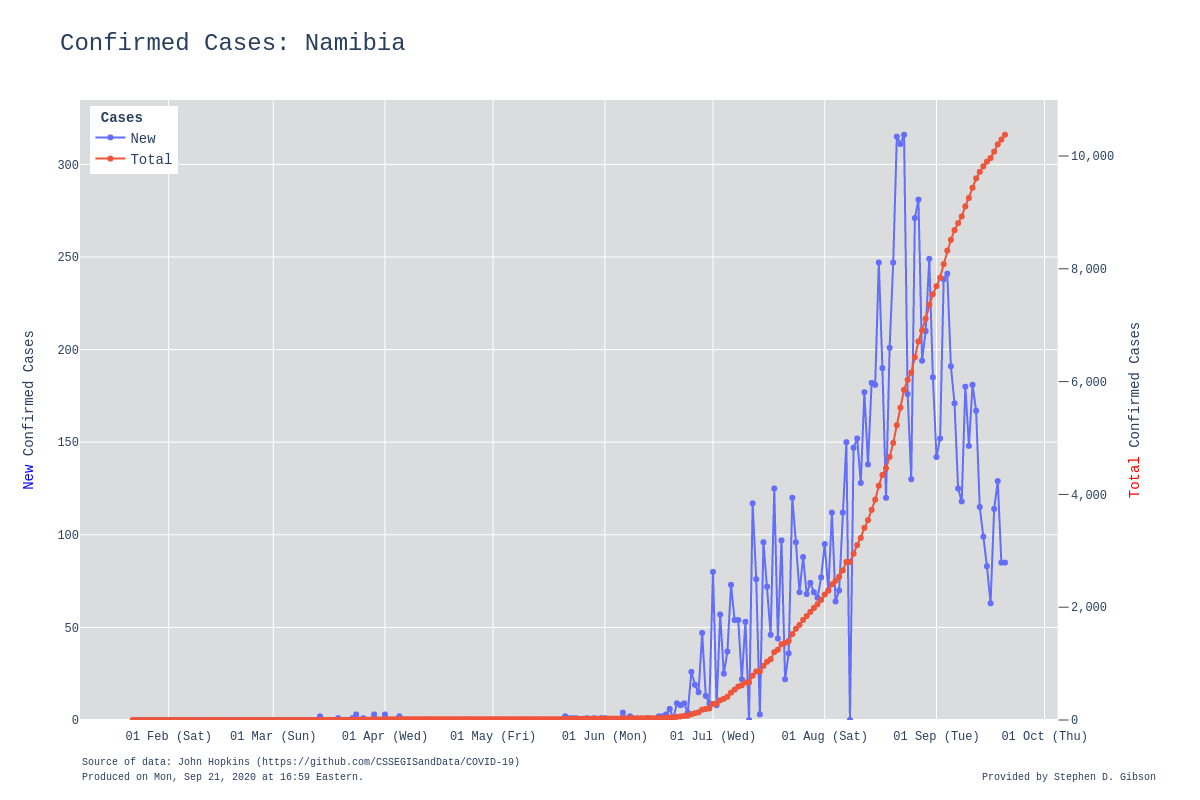 Confirmed Cases: Namibia
Cases
New
Total
300
250
200
150
100
50
0
10,000
8,000
6,000
4,000
2,000
0
New Confirmed Cases
Total Confirmed Cases
01 Feb (Sat)
01 Mar (Sun)
01 Apr (Wed)
01 May (Fri)
01 Jun (Mon)
01 Jul (Wed)
01 Aug (Sat)
01 Sep (Tue)
01 Oct (Thu)
Source of data: John Hopkins (https://github.com/CSSEGISandData/COVID-19)
Produced on Mon, Sep 21, 2020 at 16:59 Eastern.
Provided by Stephen D. Gibson